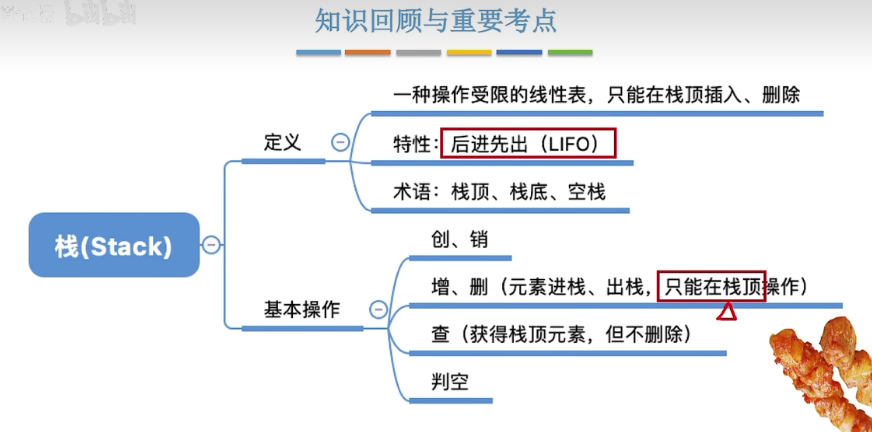 知识回顾与重要考点
一种操作受限的线性表，只能在栈顶插入、删除
定义
特性：后进先出（LIFO）
术语：栈顶、栈底、空栈
栈(Stack)
创、销
增、删（元素进栈、出栈，只能在栈顶操作）
基本操作
查（获得栈顶元素，但不删除）
判空